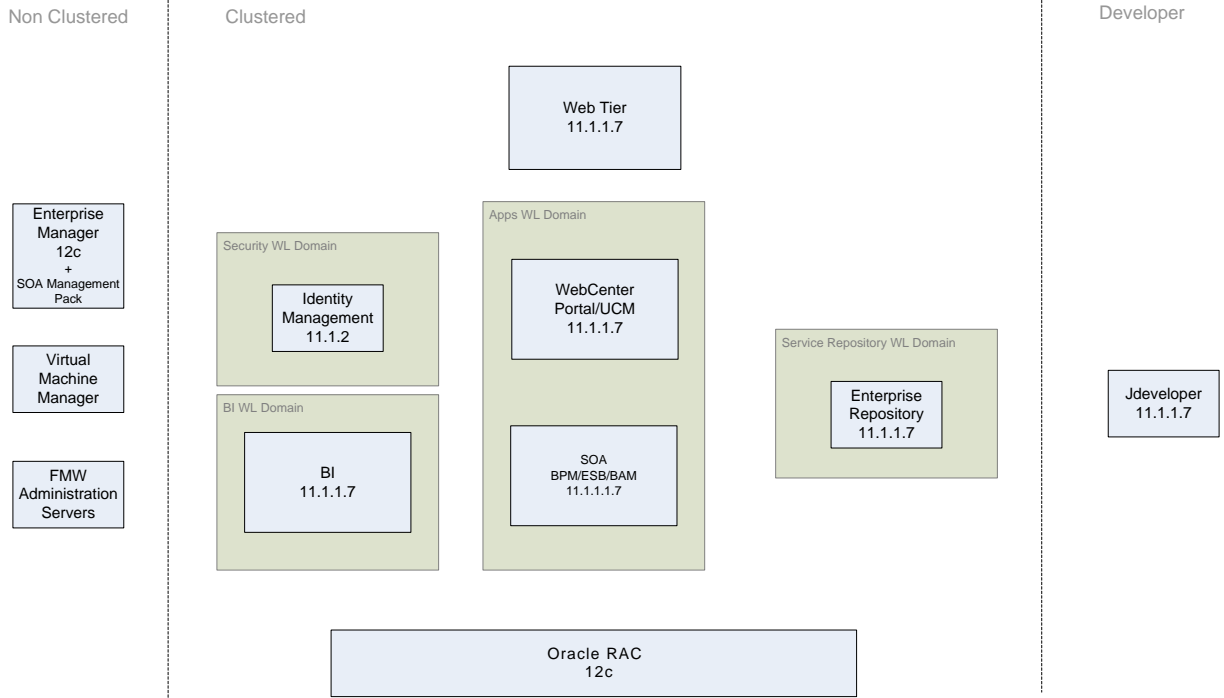 Non Clustered
Clustered
Developer
Web Tier
11.1.1.7
Enterprise
Manager
12c
+
SOA Management
Pack
Virtual
Machine
Manager
FMW
Administration
Servers
Security WL Domain
Identity
Management
11.1.2
BI WL Domain
BI
11.1.1.7
Apps WL Domain
WebCenter
Portal/UCM
11.1.1.7
SOA
BPM/ESB/BAM
11.1.1.1.7
Service Repository WL Domain
Enterprise
Repository
11.1.1.7
Jdeveloper
11.1.1.7
Oracle RAC
12c